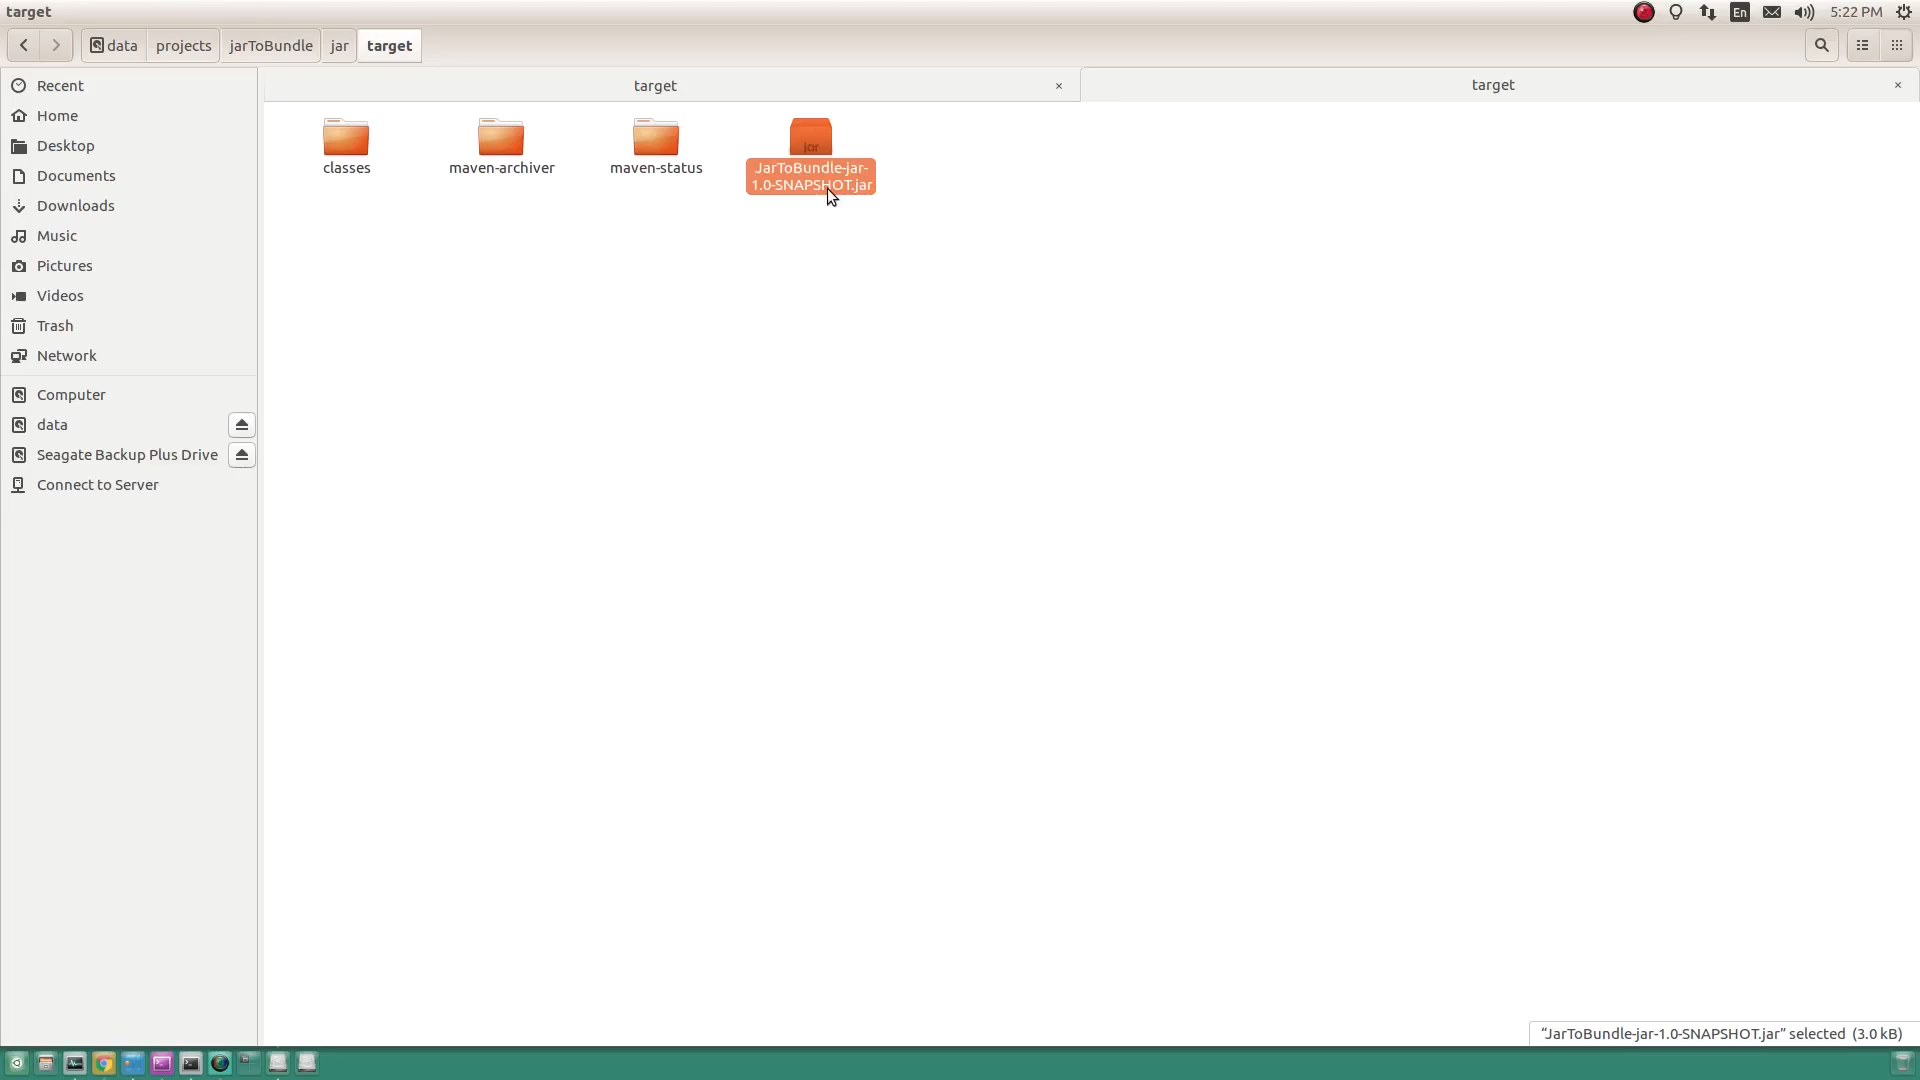 target
En
5:22 PM
data
projects
jarToBundle
jar
target
Recent
Home
Desktop
Documents
Downloads
Music
Pictures
Videos
Trash
Network
Computer
data
Seagate Backup Plus Drive
Connect to Server
target
target
classes
maven-archiver
maven-status
jar
JarToBundle-jar-
1.0-SNAPSHOT.jar
“JarToBundle-jar-1.0-SNAPSHOT.jar” selected (3.0 kB)